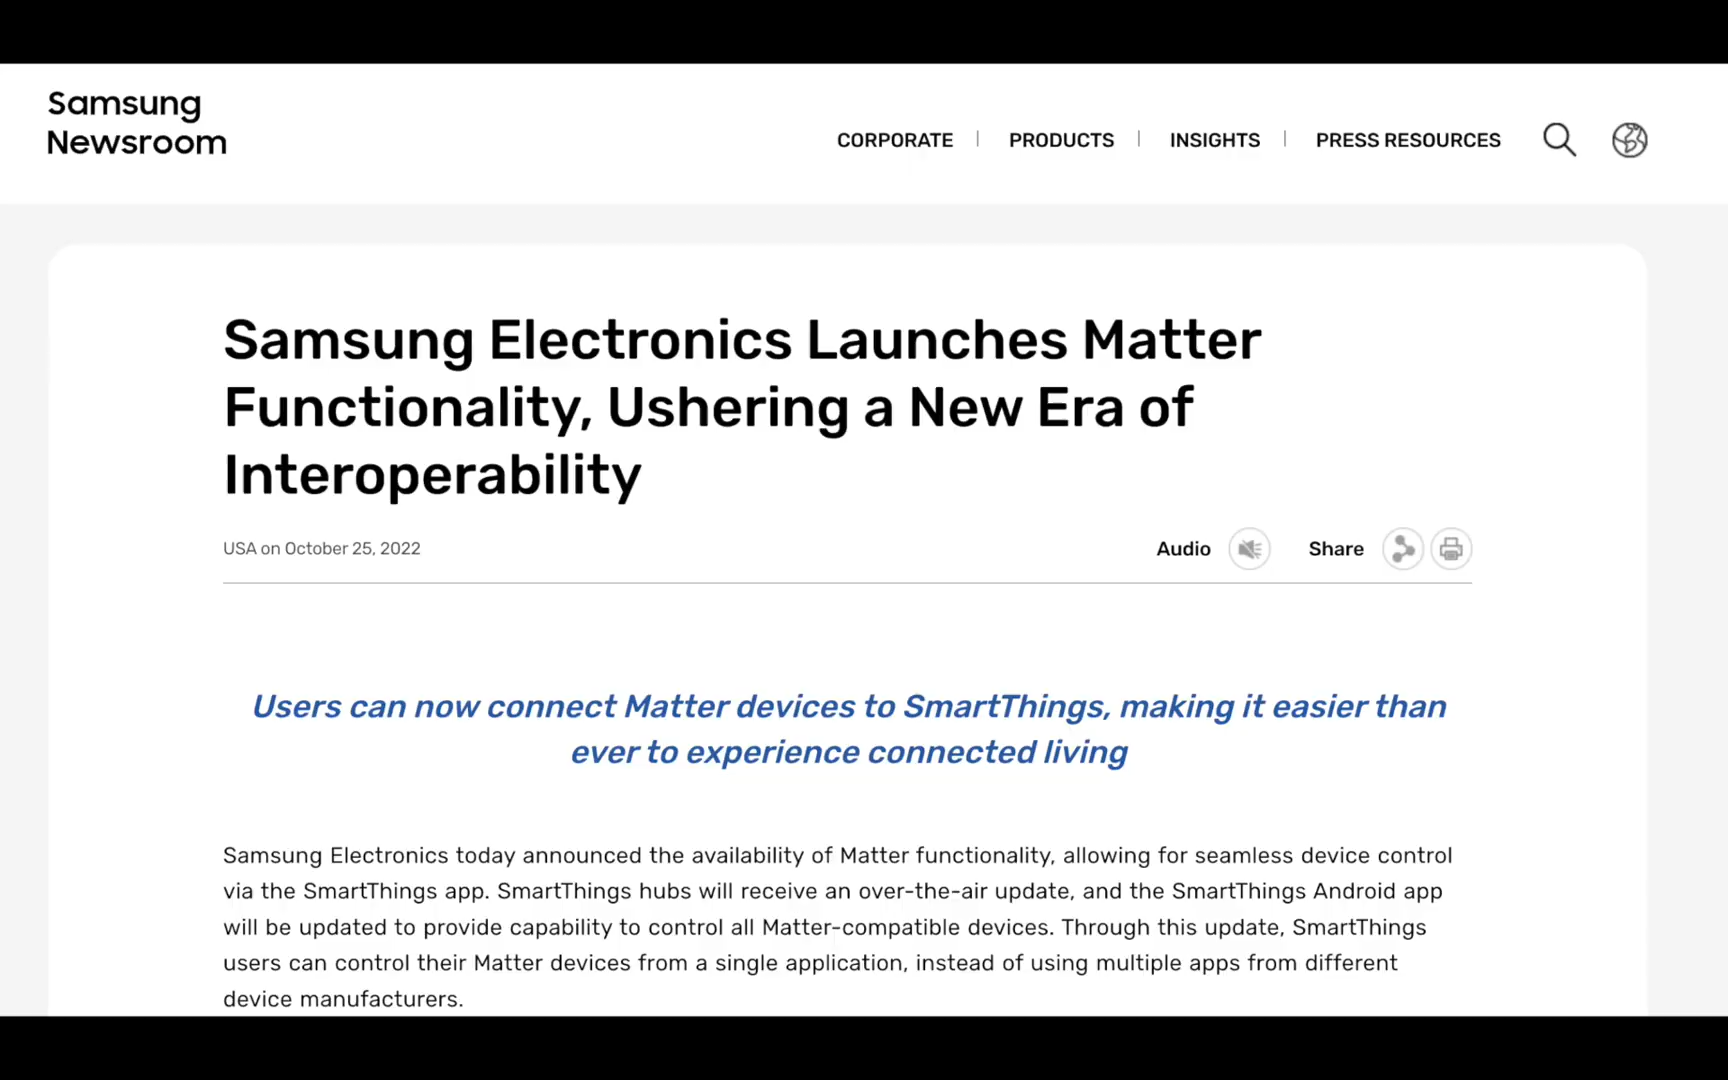 Samsung
Newsroom
CORPORATE | PRODUCTS | INSIGHTS | PRESS RESOURCES
Samsung Electronics Launches Matter
Functionality, Ushering a New Era of
Interoperability
USA on October 25, 2022
Audio Share
Users can now connect Matter devices to SmartThings, making it easier than
ever to experience connected living
Samsung Electronics today announced the availability of Matter functionality, allowing for seamless device control
via the SmartThings app. SmartThings hubs will receive an over-the-air update, and the SmartThings Android app
will be updated to provide capability to control all Matter-compatible devices. Through this update, SmartThings
users can control their Matter devices from a single application, instead of using multiple apps from different
device manufacturers.